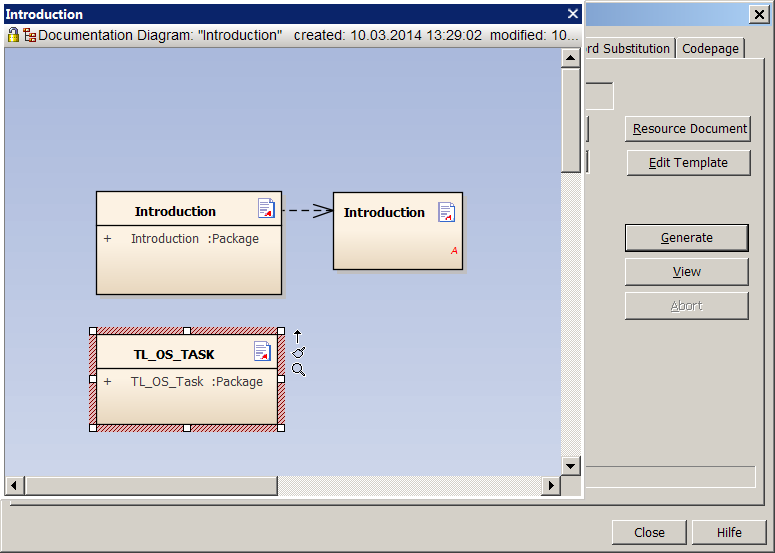 Introduction
Documentation Diagram: "Introduction" created: 10.03.2014 13:29:02 modified: 10...
rd Substitution
Codepage
Resource Document
Edit Template
Introduction
+ Introduction :Package
Introduction
A
Generate
View
Abort
TL_OS_TASK
+ TL_OS_Task :Package
Close
Hilfe